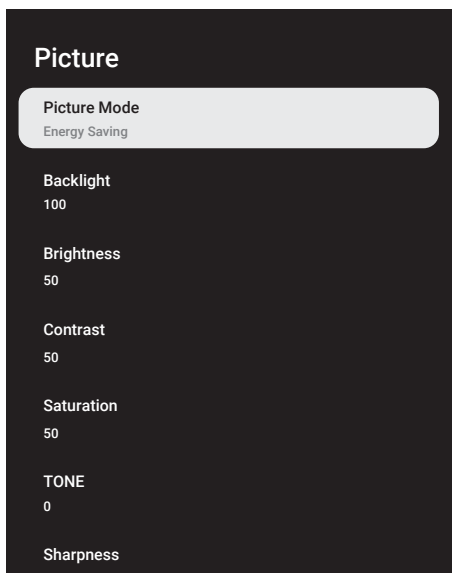 Picture
Picture Mode
Energy Saving
Backlight
100
Brightness
50
Contrast
50
Saturation
50
TONE
0
Sharpness